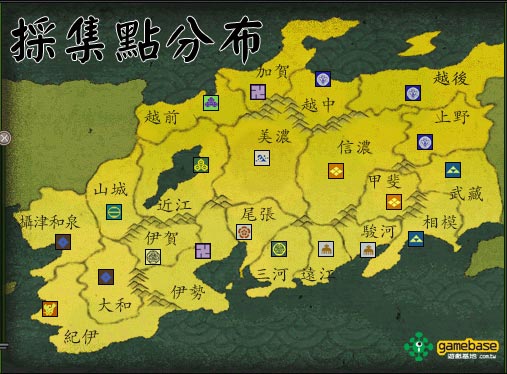 採集點分布
加賀
越後
越中
越前
上野
美濃
信濃
甲斐
武藏
山城
近江
攝津和泉
尾張
駿河
相模
伊賀
三河
遠江
伊勢
大和
紀伊
gamebase
遊戲基地.com.tw